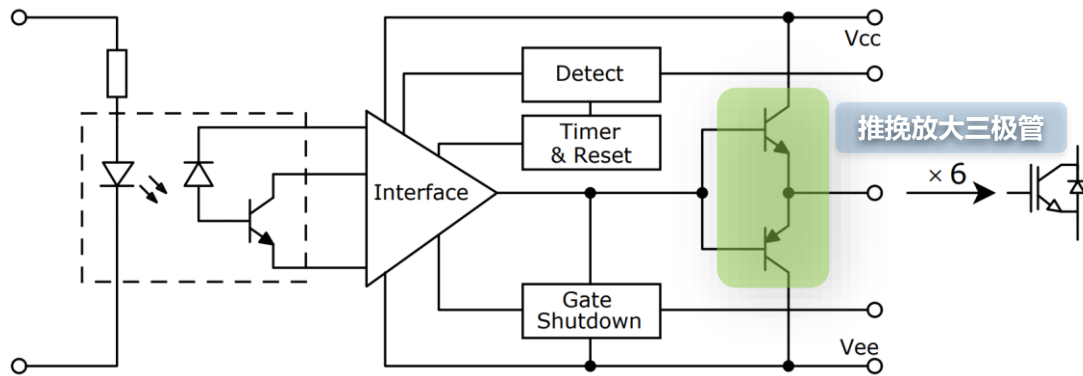 Vcc
Detect
推挽放大三极管
Timer
& Reset
× 6
Interface
Gate
Shutdown
Vee